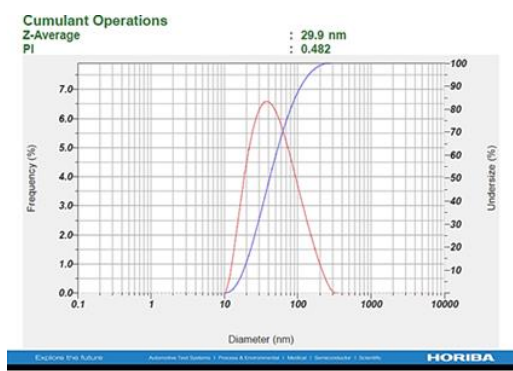 Cumulant Operations
Z-Average : 29.9 nm
PI : 0.482
100
90
80
70
60
50
40
30
20
10
7.0
6.0
5.0
4.0
3.0
2.0
1.0
0.0
Frequency (%)
Undersize (%)
0.1 1 10 100 1000 10000
Diameter (nm)
Explore the future
Automotive Test Systems | Process & Environmental | Medical | Semiconductor | Scientific
HORIBA